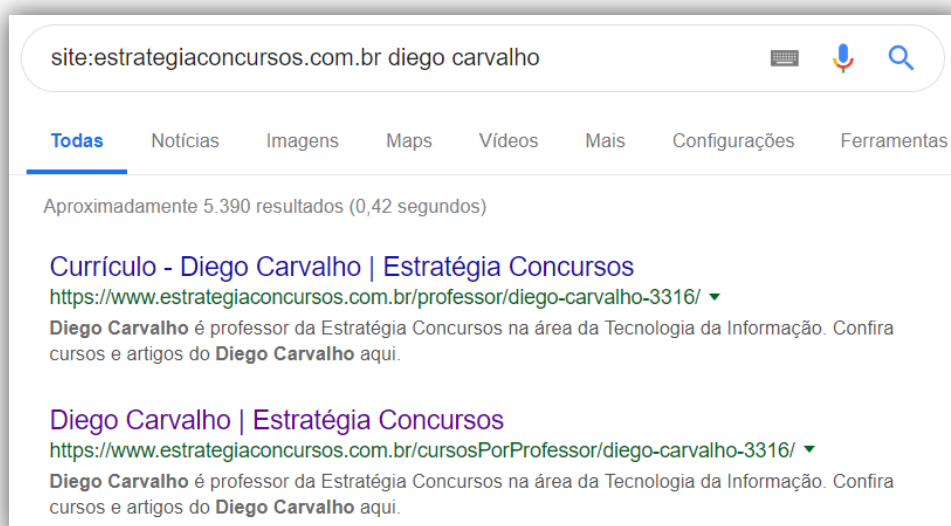 site:estrategiaconcursos.com.br diego carvalho
Todas Notícias Imagens Maps Vídeos Mais Configurações Ferramentas
Aproximadamente 5.390 resultados (0,42 segundos)
Currículo - Diego Carvalho | Estratégia Concursos
https://www.estrategiaconcursos.com.br/professor/diego-carvalho-3316/
Diego Carvalho é professor da Estratégia Concursos na área da Tecnologia da Informação. Confira
cursos e artigos do Diego Carvalho aqui.
Diego Carvalho | Estratégia Concursos
https://www.estrategiaconcursos.com.br/cursosPorProfessor/diego-carvalho-3316/
Diego Carvalho é professor da Estratégia Concursos na área da Tecnologia da Informação. Confira
cursos e artigos do Diego Carvalho aqui.